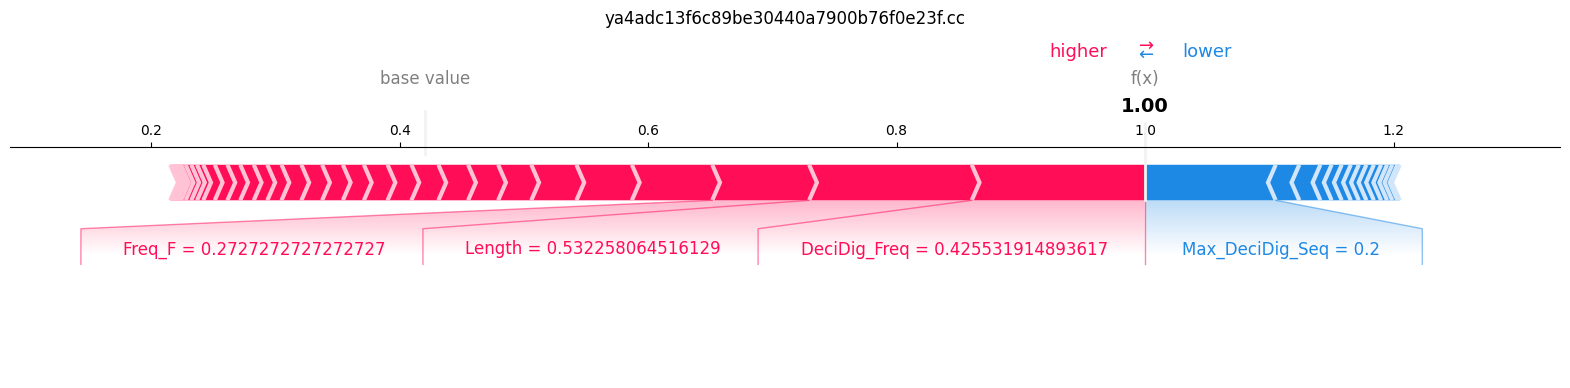 ya4adc13f6c89be30440a7900b76f0e23f.cc
higher → ← lower
base value f(x)
1.00
0.2 0.4 0.6 0.8 1.0 1.2
Freq_F = 0.2727272727272727 Length = 0.532258064516129 DeciDig_Freq = 0.425531914893617 Max_DeciDig_Seq = 0.2